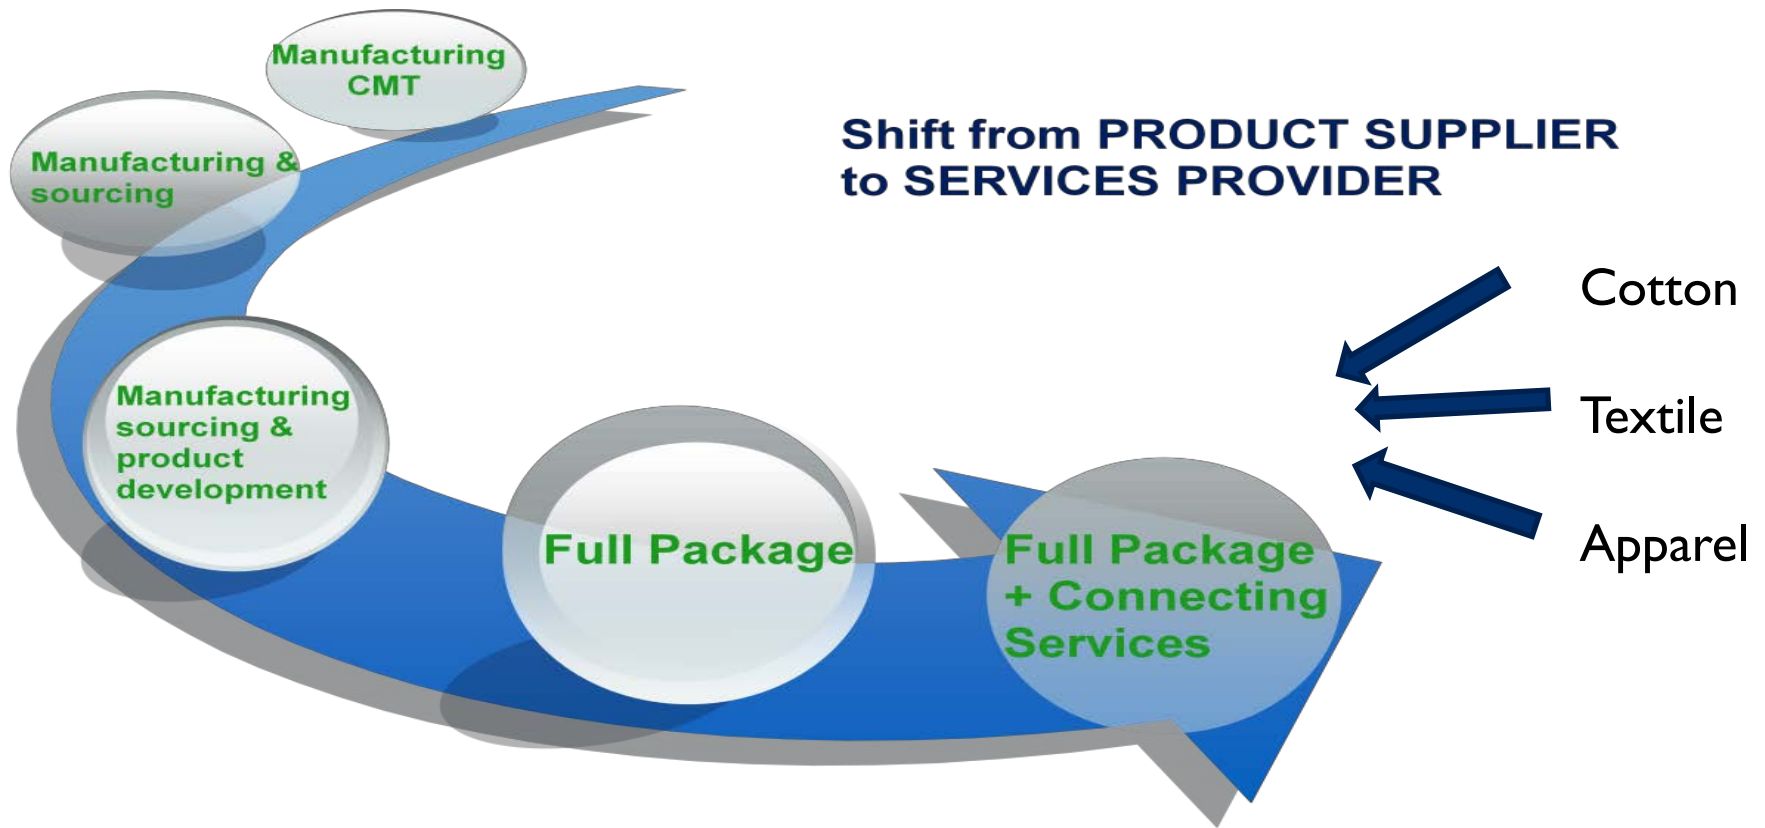 Manufacturing
CMT
Manufacturing &
sourcing
Manufacturing
sourcing &
product
development
Full Package
Full Package
+ Connecting
Services
Shift from PRODUCT SUPPLIER
to SERVICES PROVIDER
Cotton
Textile
Apparel